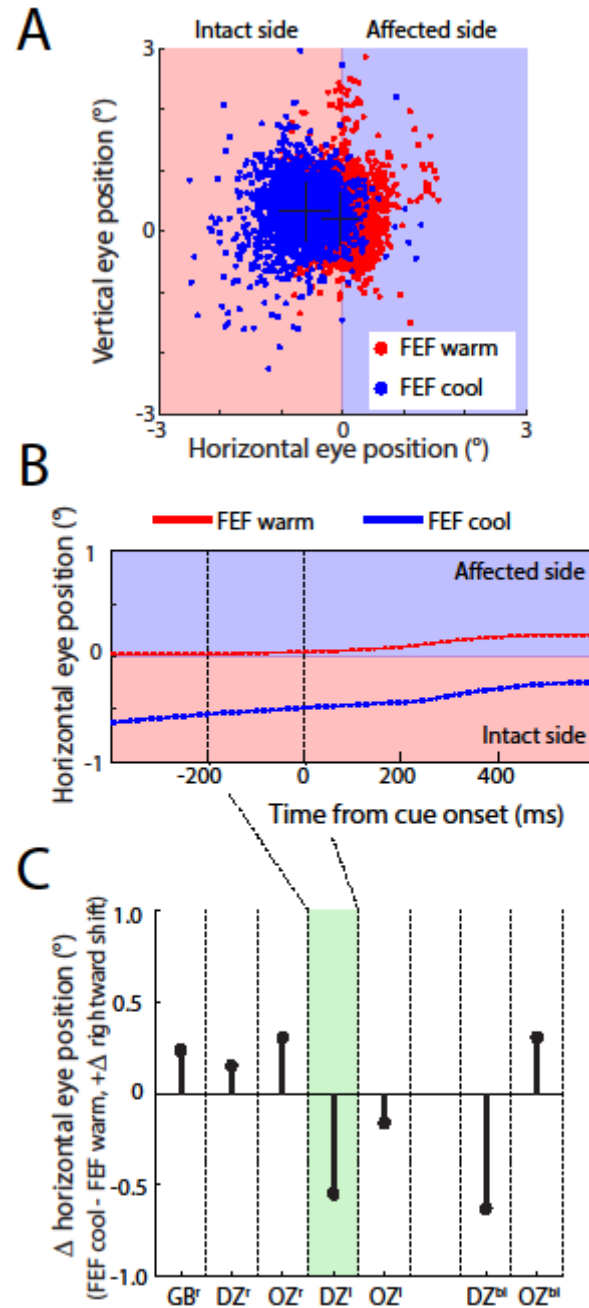 A
Intact side Affected side
3
0
-3
Vertical eye position (°)
FEF warm
FEF cool
-3 0 3
Horizontal eye position (°)
B
FEF warm FEF cool
1
0
-1
Horizontal eye position (°)
Affected side
Intact side
-200 0 200 400
Time from cue onset (ms)
C
Δ horizontal eye position (°)
(FEF cool - FEF warm, +Δ rightward shift)
1.0
0.5
0
-0.5
-1.0
GBʳ DZʳ OZʳ DZˡ OZˡ DZᵇˡ OZᵇˡ